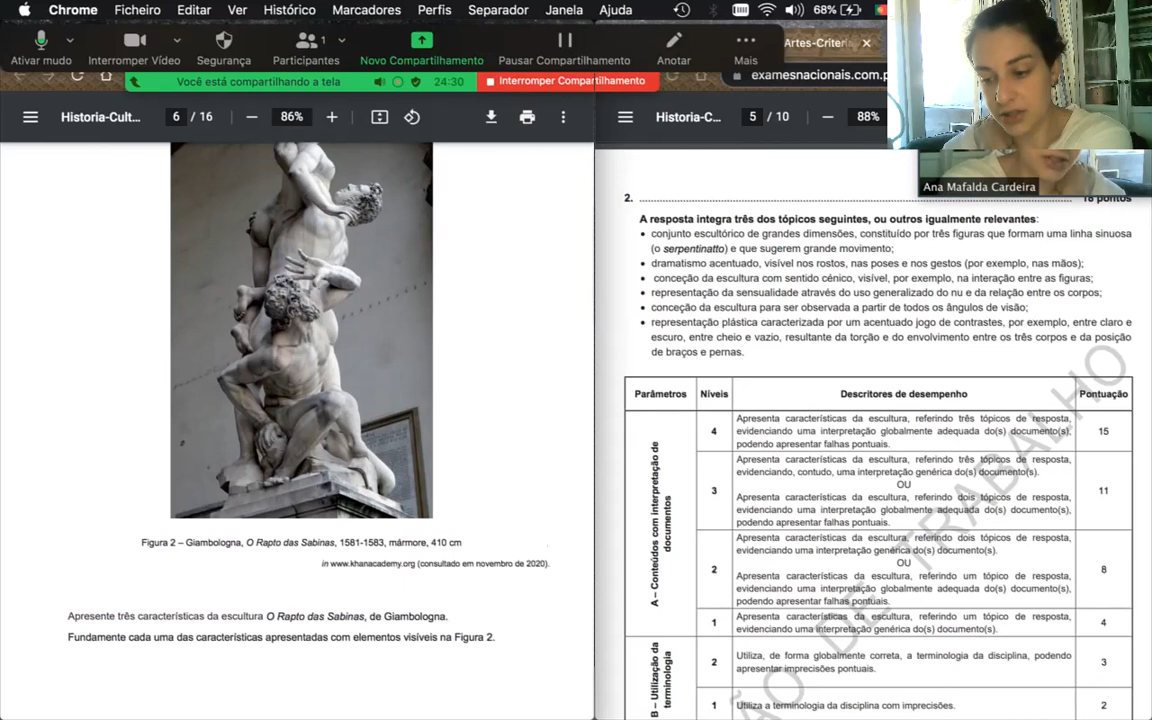 Chrome Ficheiro Editar Ver Histórico Marcadores Perfis Separador Janela Ajuda 68%
Ativar mudo Interromper Vídeo Segurança Participantes 1 Novo Compartilhamento Pausar Compartilhamento Anotar Mais
Artes-Criteri
Você está compartilhando a tela 24:30 Interromper Compartilhamento
examesnacionais.com.p
Historia-Cult... 6 / 16 86%
Historia-C... 5 / 10 88%
Ana Mafalda Cardeira
2. 18 pontos
A resposta integra três dos tópicos seguintes, ou outros igualmente relevantes:
• conjunto escultórico de grandes dimensões, constituído por três figuras que formam uma linha sinuosa
(o serpentinatto) e que sugerem grande movimento;
• dramatismo acentuado, visível nos rostos, nas poses e nos gestos (por exemplo, nas mãos);
• conceção da escultura com sentido cénico, visível, por exemplo, na interação entre as figuras;
• representação da sensualidade através do uso generalizado do nu e da relação entre os corpos;
• conceção da escultura para ser observada a partir de todos os ângulos de visão;
• representação plástica caracterizada por um acentuado jogo de contrastes, por exemplo, entre claro e
escuro, entre cheio e vazio, resultante da torção e do envolvimento entre os três corpos e da posição
de braços e pernas.
Parâmetros Níveis Descritores de desempenho Pontuação
A – Conteúdos com interpretação de
documentos
4
Apresenta características da escultura, referindo três tópicos de resposta,
evidenciando uma interpretação globalmente adequada do(s) documento(s),
podendo apresentar falhas pontuais.
15
3
Apresenta características da escultura, referindo três tópicos de resposta,
evidenciando, contudo, uma interpretação genérica do(s) documento(s).
OU
Apresenta características da escultura, referindo dois tópicos de resposta,
evidenciando uma interpretação globalmente adequada do(s) documento(s),
podendo apresentar falhas pontuais.
11
2
Apresenta características da escultura, referindo dois tópicos de resposta,
evidenciando uma interpretação genérica do(s) documento(s).
OU
Apresenta características da escultura, referindo um tópico de resposta,
evidenciando uma interpretação globalmente adequada do(s) documento(s),
podendo apresentar falhas pontuais.
8
1
Apresenta características da escultura, referindo um tópico de resposta,
evidenciando uma interpretação genérica do(s) documento(s).
4
B – Utilização da
terminologia
2
Utiliza, de forma globalmente correta, a terminologia da disciplina, podendo
apresentar imprecisões pontuais.
3
1
Utiliza a terminologia da disciplina com imprecisões.
2
ÃO DE TRABALHO
Figura 2 – Giambologna, O Rapto das Sabinas, 1581-1583, mármore, 410 cm
in www.khanacademy.org (consultado em novembro de 2020).
Apresente três características da escultura O Rapto das Sabinas, de Giambologna.
Fundamente cada uma das características apresentadas com elementos visíveis na Figura 2.